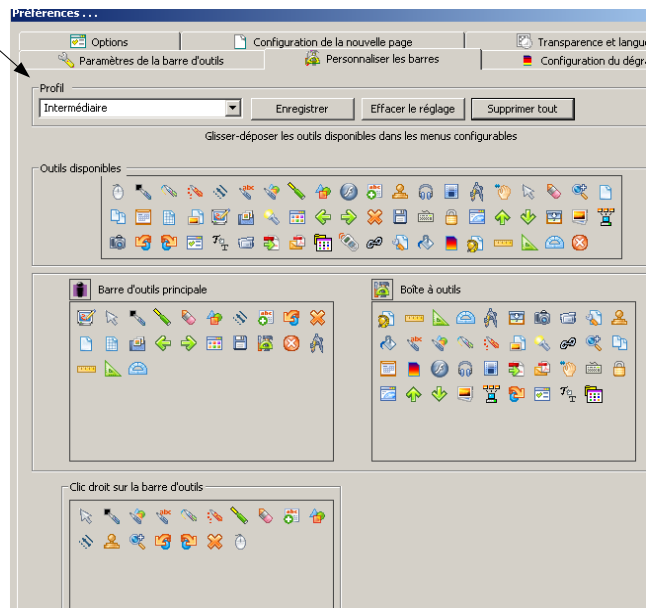 Préférences . . .
Options
Configuration de la nouvelle page
Transparence et langue
Paramètres de la barre d'outils
Personnaliser les barres
Configuration du dégra
Profil
Intermédiaire
Enregistrer
Effacer le réglage
Supprimer tout
Glisser-déposer les outils disponibles dans les menus configurables
Outils disponibles
Barre d'outils principale
Boîte à outils
Clic droit sur la barre d'outils